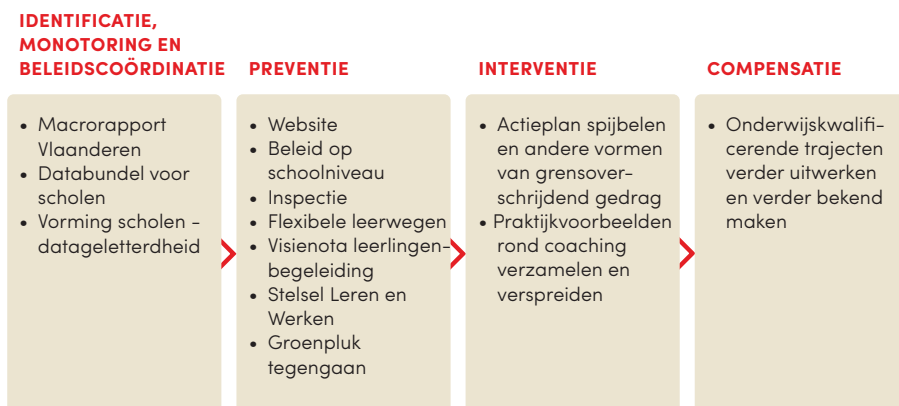 IDENTIFICATIE,
MONOTORING EN
BELEIDSCOÖRDINATIE
• Macrorapport
Vlaanderen
• Databundel voor
scholen
• Vorming scholen -
datageletterdheid
PREVENTIE
• Website
• Beleid op
schoolniveau
• Inspectie
• Flexibele leerwegen
• Visienota leerlingen-
begeleiding
• Stelsel Leren en
Werken
• Groenpluk
tegengaan
INTERVENTIE
• Actieplan spijbelen
en andere vormen
van grensover-
schrijdend gedrag
• Praktijkvoorbeelden
rond coaching
verzamelen en
verspreiden
COMPENSATIE
• Onderwijskwalifi-
cerende trajecten
verder uitwerken
en verder bekend
maken